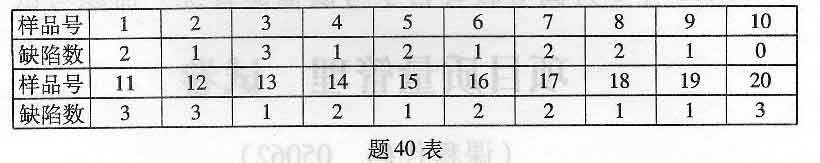 样品号 1 2 3 4 5 6 7 8 9 10
缺陷数 2 1 3 1 2 1 2 2 1 0
样品号 11 12 13 14 15 16 17 18 19 20
缺陷数 3 3 1 2 1 2 2 1 1 3
题40表